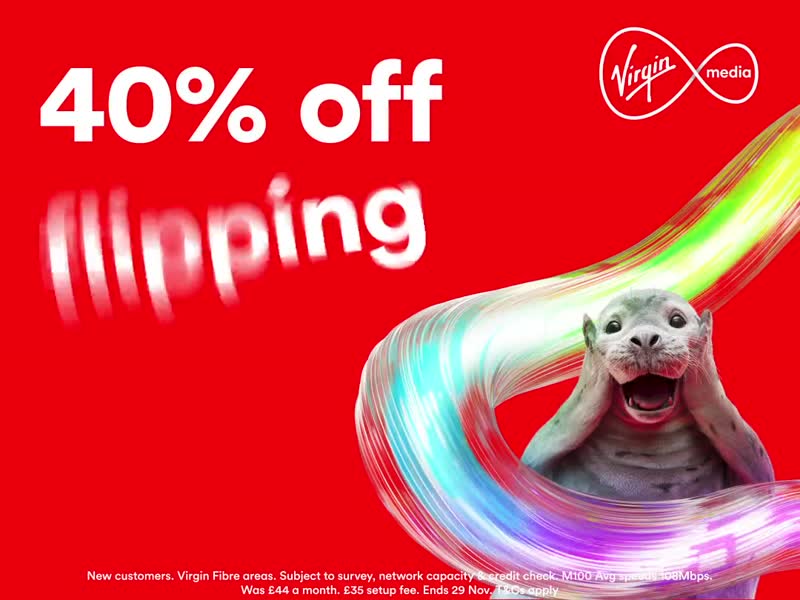 Virgin media
40% off
flipping
New customers. Virgin Fibre areas. Subject to survey, network capacity & credit check. M100 Avg speeds 108Mbps.
Was £44 a month. £35 setup fee. Ends 29 Nov. T&Cs apply